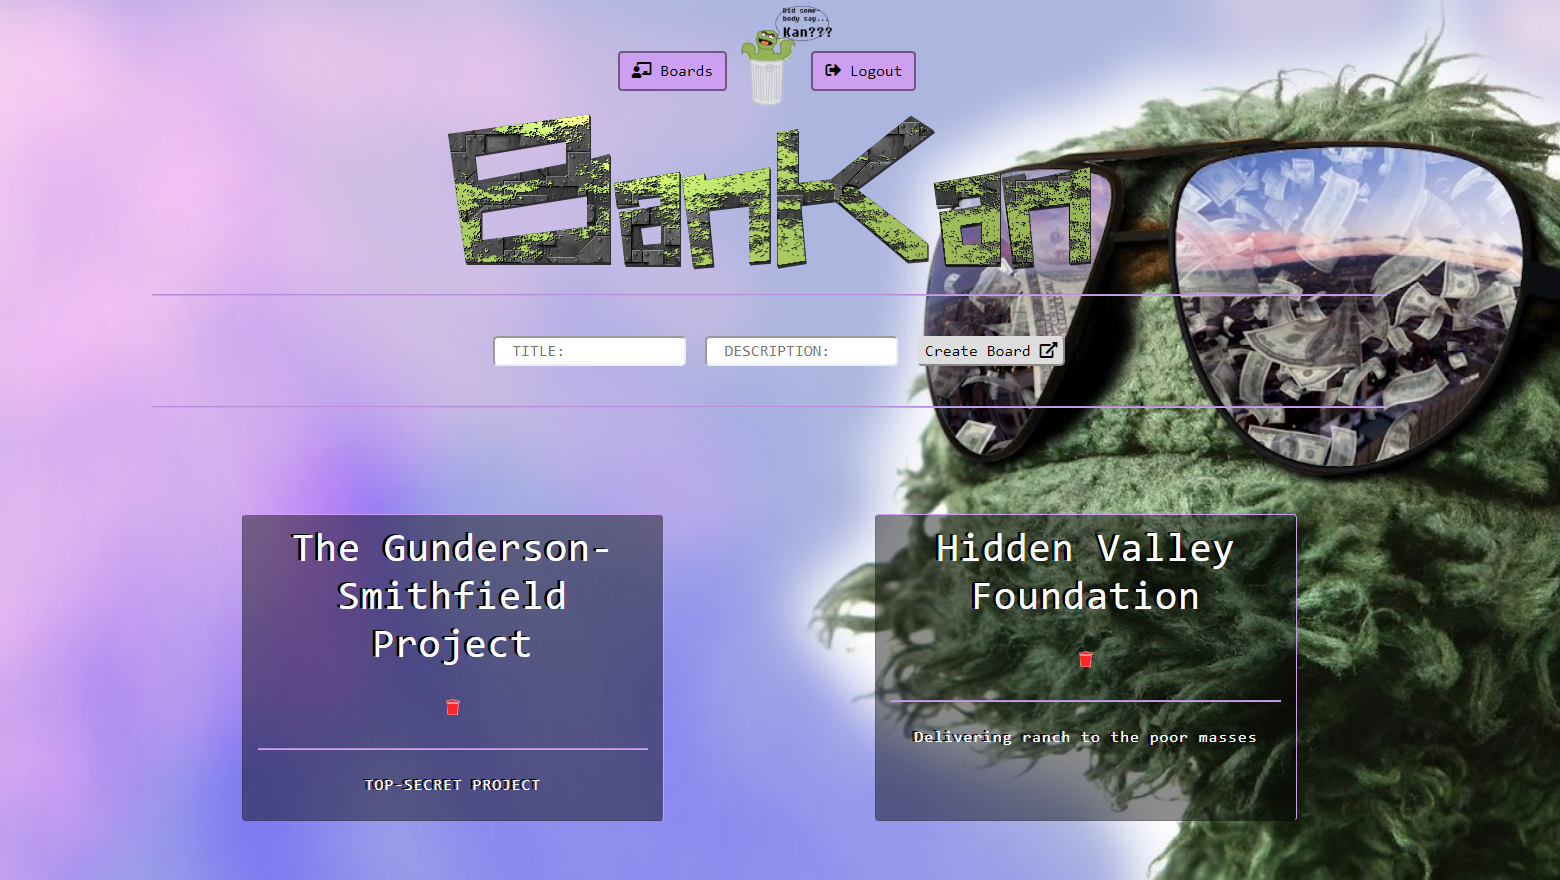 Did some-
body say...
Kan???
Boards
Logout
BanKan
TITLE:
DESCRIPTION:
Create Board
The Gunderson-
Smithfield
Project
TOP-SECRET PROJECT
Hidden Valley
Foundation
Delivering ranch to the poor masses